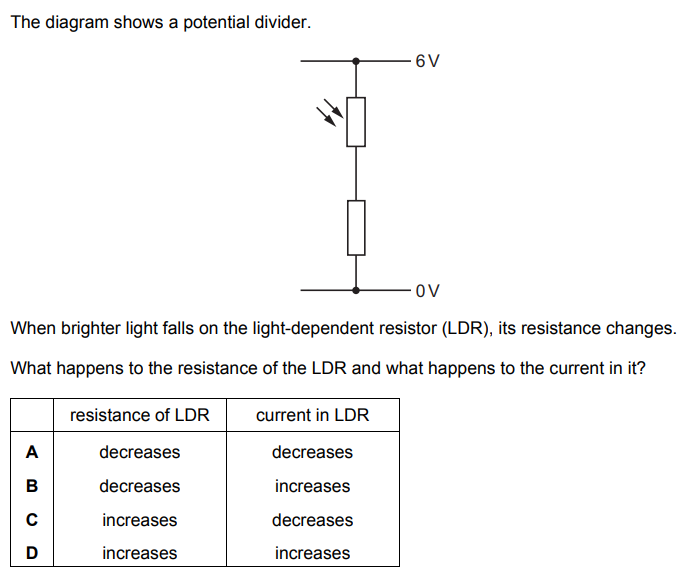 The diagram shows a potential divider.
6 V
0 V
When brighter light falls on the light-dependent resistor (LDR), its resistance changes.
What happens to the resistance of the LDR and what happens to the current in it?
resistance of LDR current in LDR
A decreases decreases
B decreases increases
C increases decreases
D increases increases